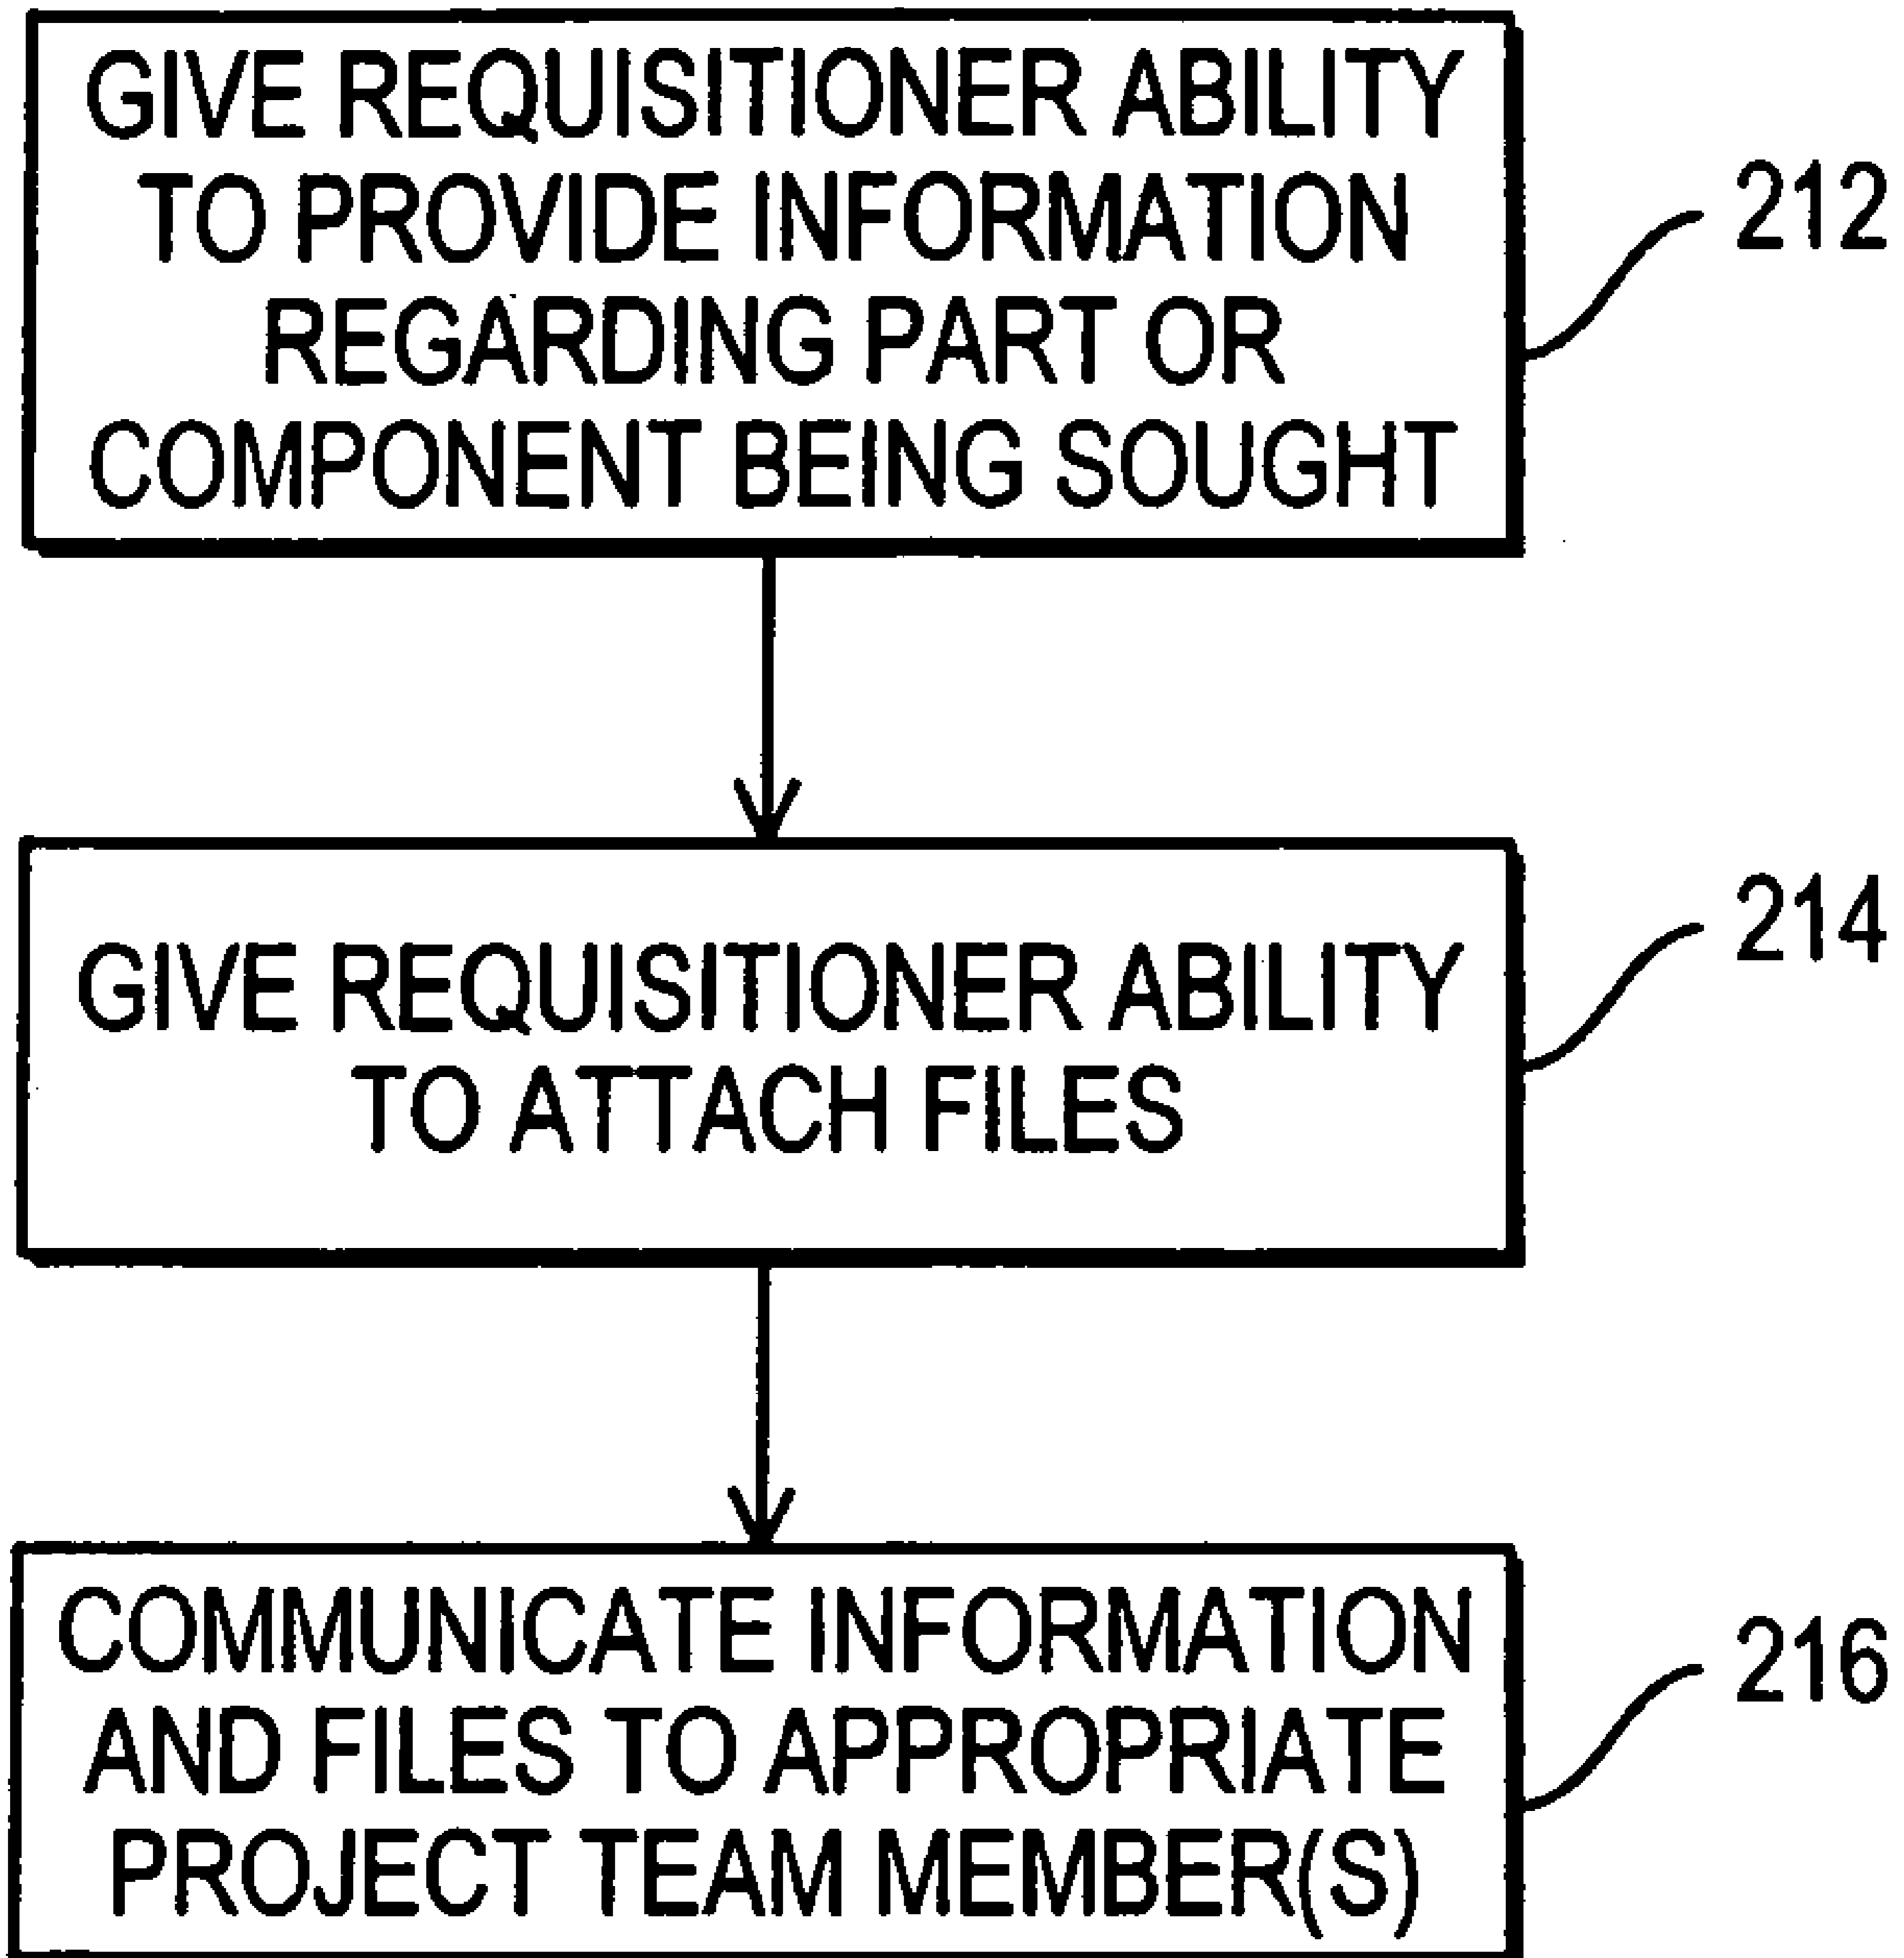 GIVE REQUISITIONER ABILITY
TO PROVIDE INFORMATION
REGARDING PART OR
COMPONENT BEING SOUGHT
212
GIVE REQUISITIONER ABILITY
TO ATTACH FILES
214
COMMUNICATE INFORMATION
AND FILES TO APPROPRIATE
PROJECT TEAM MEMBER(S)
216